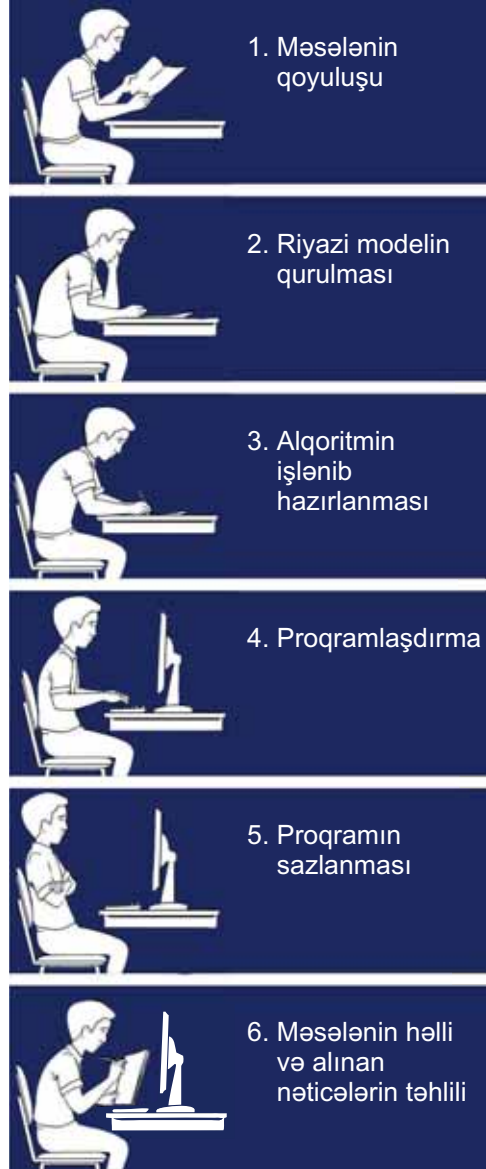 1. Məsələnin
qoyuluşu
2. Riyazi modelin
qurulması
3. Alqoritmin
işlənib
hazırlanması
4. Proqramlaşdırma
5. Proqramın
sazlanması
6. Məsələnin həlli
və alınan
nəticələrin təhlili